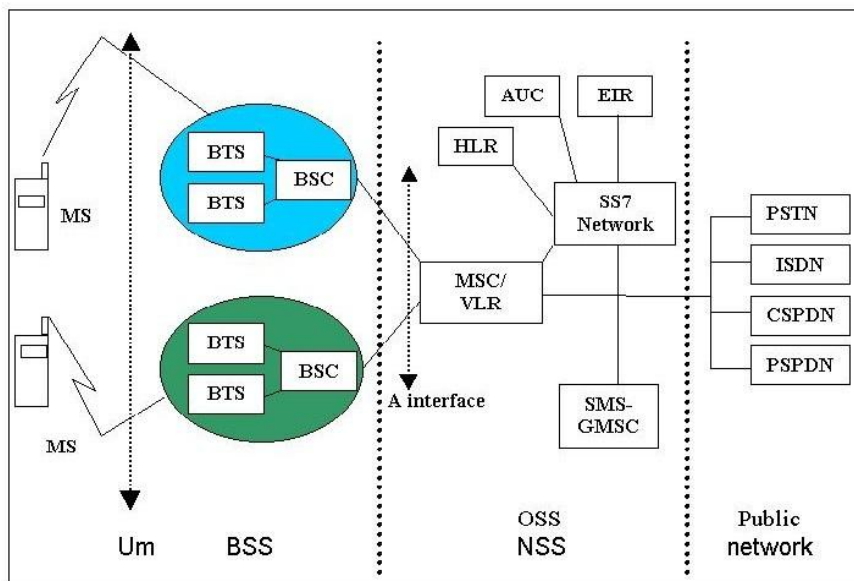 AUC
EIR
HLR
BTS
BTS
BSC
MS
SS7
Network
PSTN
ISDN
CSPDN
PSPDN
MSC/
VLR
BTS
BTS
BSC
A interface
SMS-
GMSC
MS
Um
BSS
OSS
NSS
Public
network